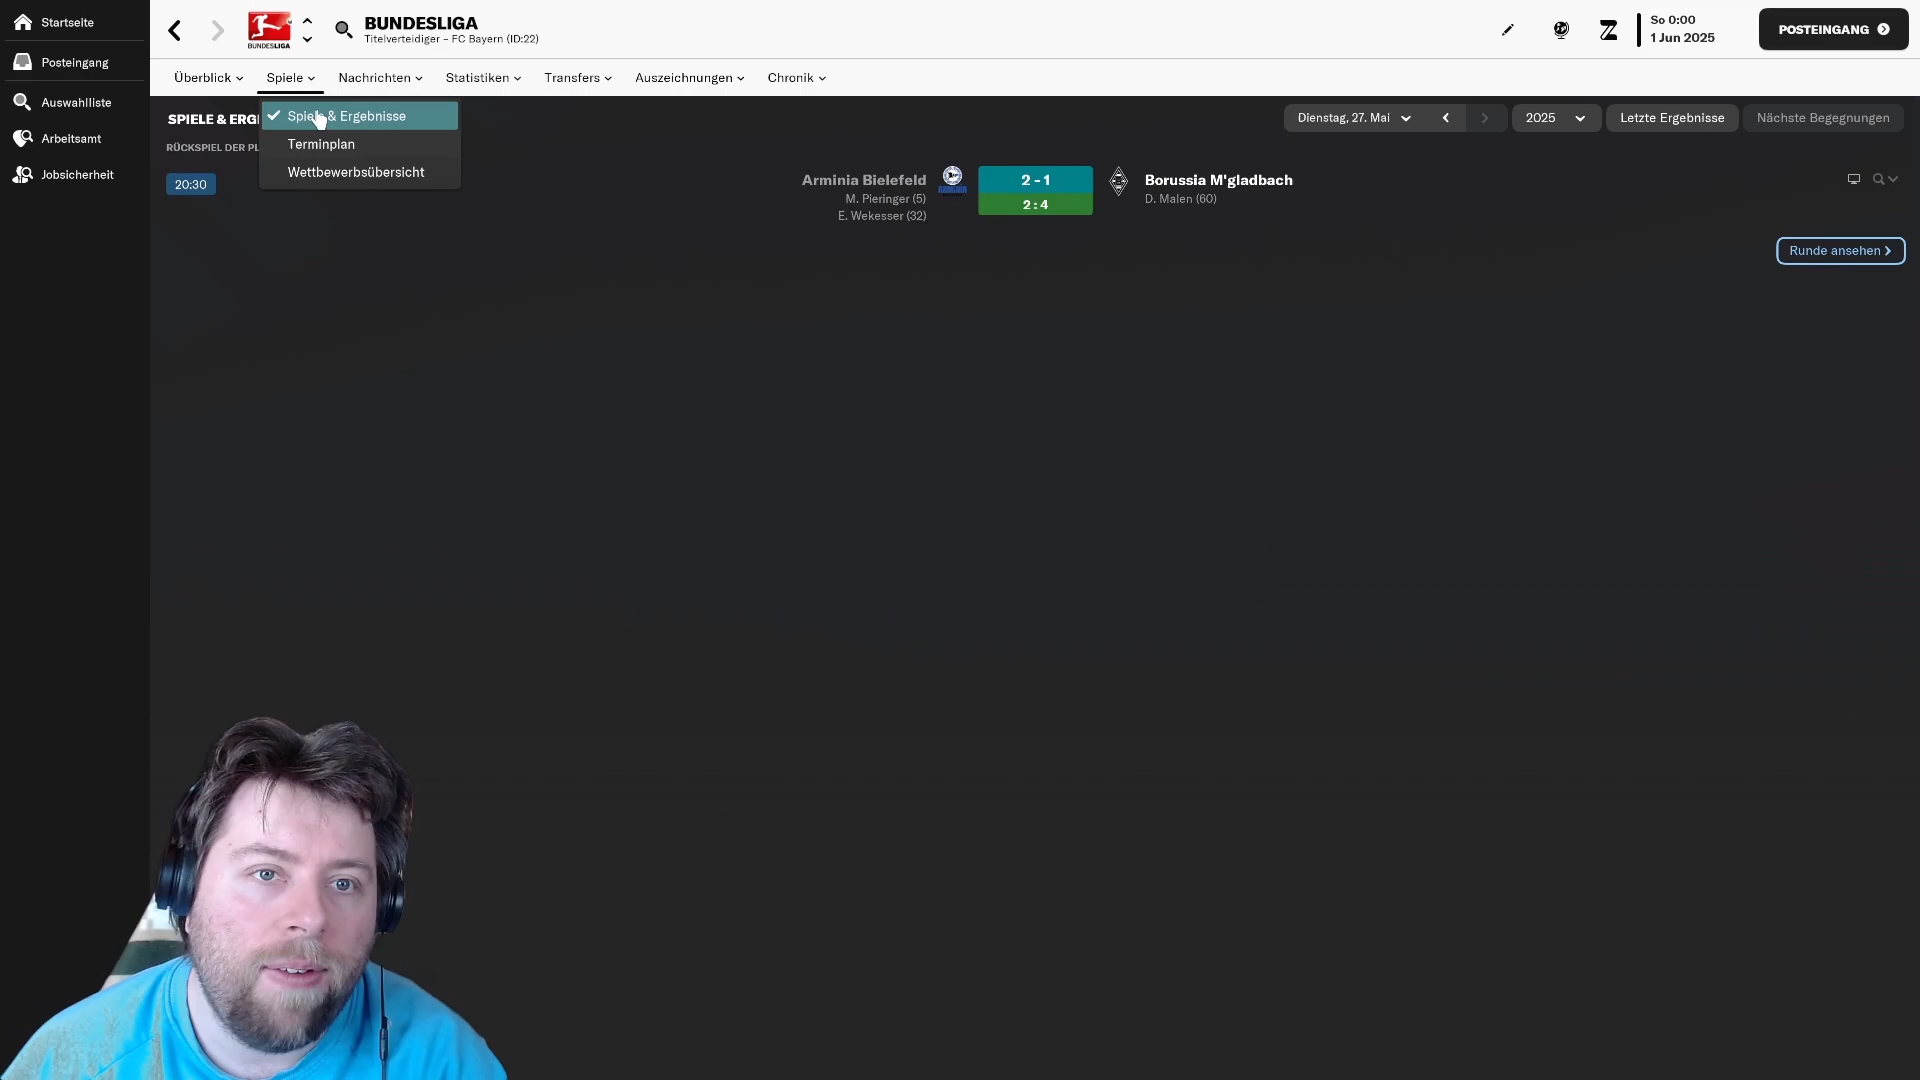 Startseite
Posteingang
Auswahlliste
Arbeitsamt
Jobsicherheit
BUNDESLIGA
BUNDESLIGA
Titelverteidiger – FC Bayern (ID:22)
So 0:00
1 Jun 2025
POSTEINGANG
Überblick
Spiele
Nachrichten
Statistiken
Transfers
Auszeichnungen
Chronik
SPIELE & ERG
Spiele & Ergebnisse
Terminplan
Wettbewerbsübersicht
Dienstag, 27. Mai
2025
Letzte Ergebnisse
Nächste Begegnungen
RÜCKSPIEL DER PL
20:30
Arminia Bielefeld
2 - 1
Borussia M'gladbach
M. Pieringer (5)
2 : 4
D. Malen (60)
E. Wekesser (32)
Runde ansehen